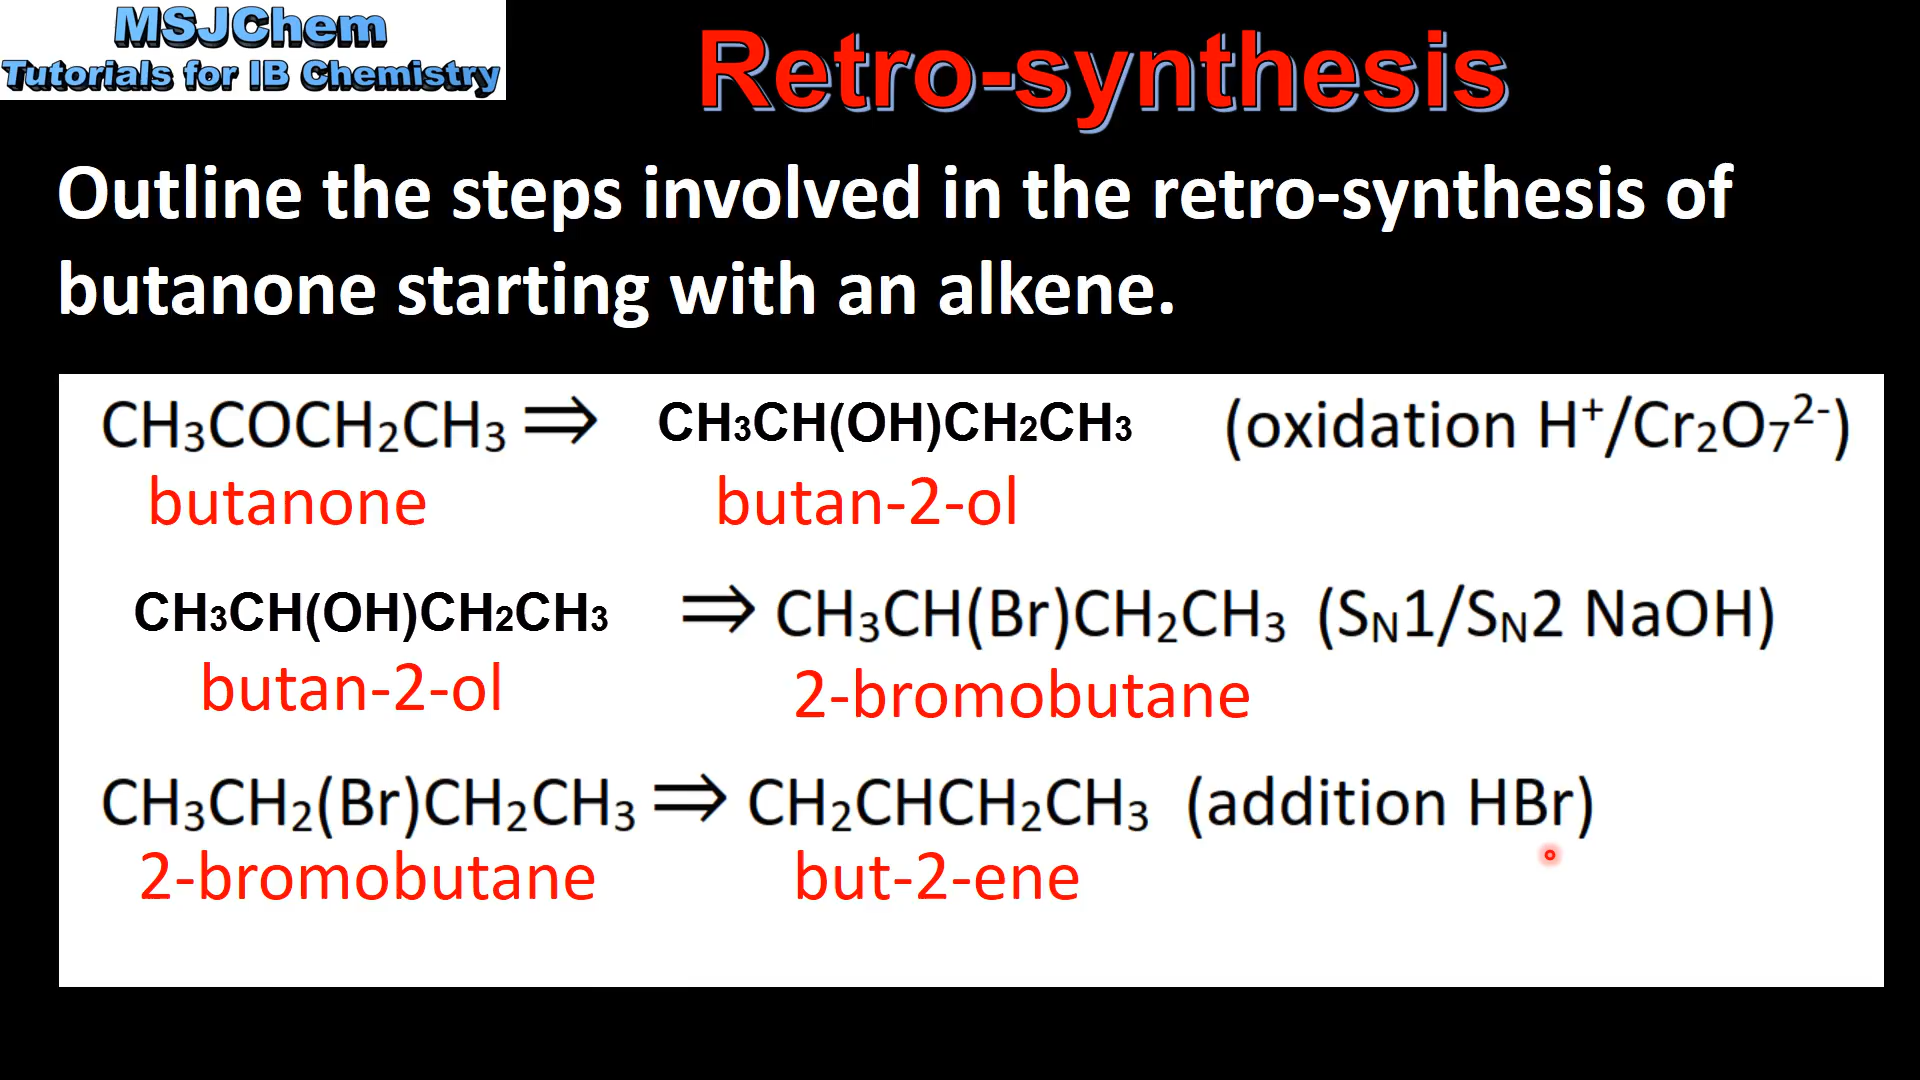 MSJChem
Tutorials for IB Chemistry
Retro-synthesis
Outline the steps involved in the retro-synthesis of
butanone starting with an alkene.
CH₃COCH₂CH₃ ⇒ CH₃CH(OH)CH₂CH₃ (oxidation H⁺/Cr₂O₇²⁻)
butanone butan-2-ol
CH₃CH(OH)CH₂CH₃ ⇒ CH₃CH(Br)CH₂CH₃ (Sₙ1/Sₙ2 NaOH)
butan-2-ol 2-bromobutane
CH₃CH₂(Br)CH₂CH₃ ⇒ CH₂CHCH₂CH₃ (addition HBr)
2-bromobutane but-2-ene